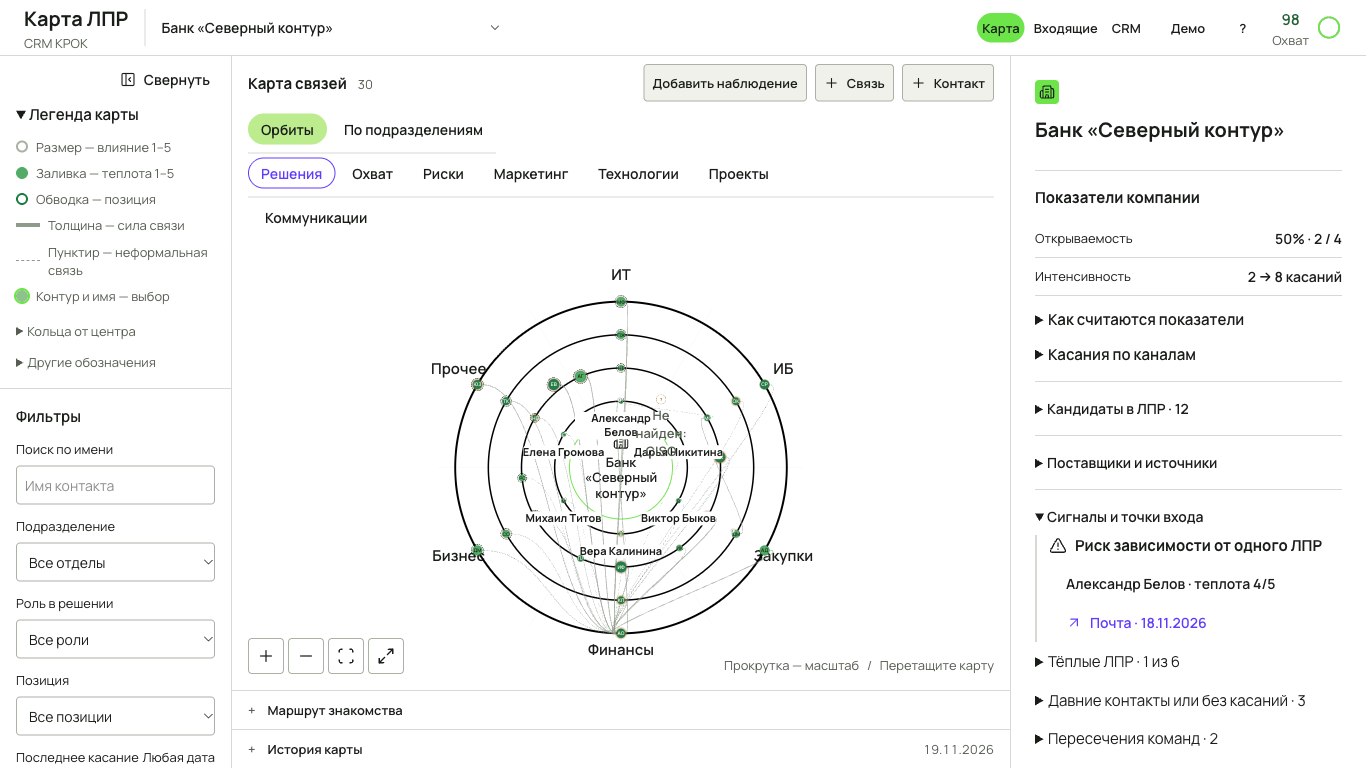 Карта ЛПР
CRM КРОК
Банк «Северный контур»
Карта
Входящие
CRM
Демо
?
98
Охват
Свернуть
Легенда карты
Размер — влияние 1–5
Заливка — теплота 1–5
Обводка — позиция
Толщина — сила связи
Пунктир — неформальная
связь
Контур и имя — выбор
Кольца от центра
Другие обозначения
Фильтры
Поиск по имени
Имя контакта
Подразделение
Все отделы
Роль в решении
Все роли
Позиция
Все позиции
Последнее касание Любая дата
Карта связей 30
Добавить наблюдение
+ Связь
+ Контакт
Орбиты
По подразделениям
Решения
Охват
Риски
Маркетинг
Технологии
Проекты
Коммуникации
ИТ
Прочее
ИБ
Александр
Белов
Не
найден:
Елена Громова
Дарья Никитина
Банк
«Северный
контур»
Михаил Титов
Виктор Быков
Вера Калинина
Бизнес
Закупки
Финансы
Прокрутка — масштаб / Перетащите карту
+ Маршрут знакомства
+ История карты
19.11.2026
Банк «Северный контур»
Показатели компании
Открываемость
50% · 2 / 4
Интенсивность
2 → 8 касаний
Как считаются показатели
Касания по каналам
Кандидаты в ЛПР · 12
Поставщики и источники
Сигналы и точки входа
Риск зависимости от одного ЛПР
Александр Белов · теплота 4/5
Почта · 18.11.2026
Тёплые ЛПР · 1 из 6
Давние контакты или без касаний · 3
Пересечения команд · 2